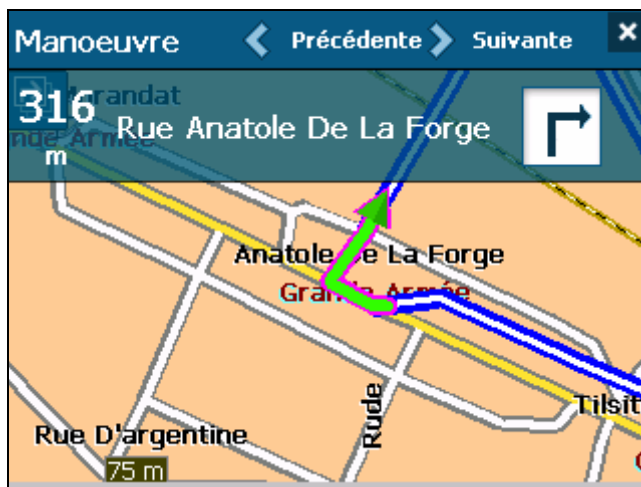 Manoeuvre Précédente Suivante
316 m
Rue Anatole De La Forge
Anatole De La Forge
Grande Armée
Tilsit
Rude
Rue D'argentine
75 m